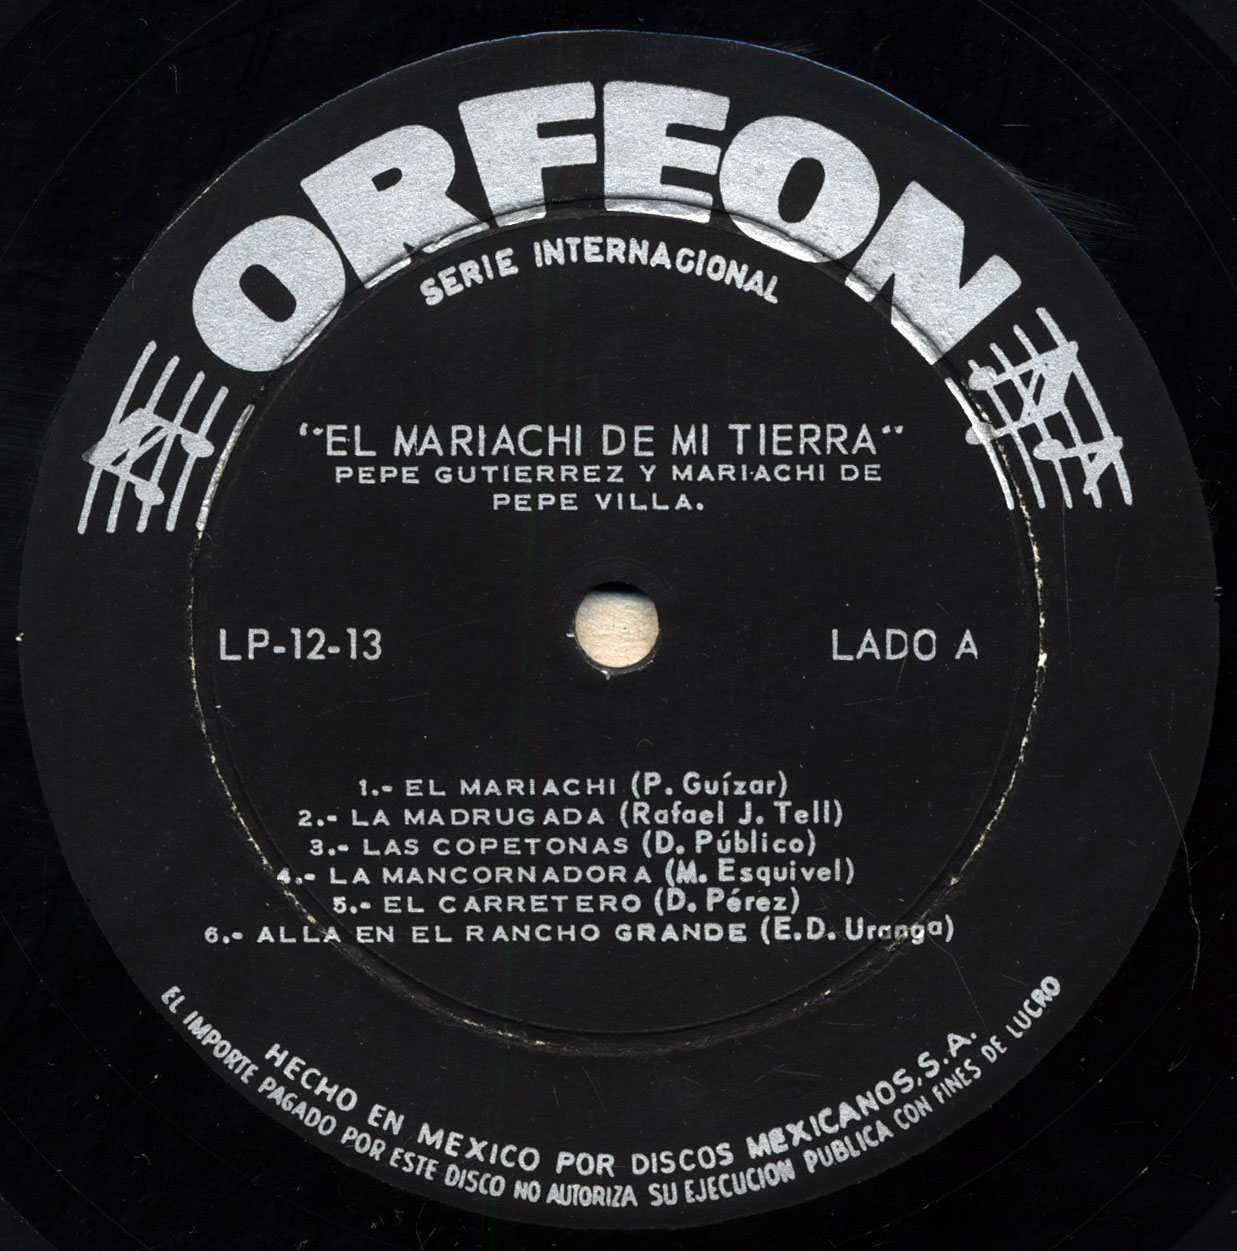 ORFEON
SERIE INTERNACIONAL
"EL MARIACHI DE MI TIERRA"
PEPE GUTIERREZ Y MARIACHI DE
PEPE VILLA.
LP-12-13
LADO A
1.- EL MARIACHI (P. Guízar)
2.- LA MADRUGADA (Rafael J. Tell)
3.- LAS COPETONAS (D. Público)
4.- LA MANCORNADORA (M. Esquivel)
5.- EL CARRETERO (D. Pérez)
6.- ALLA EN EL RANCHO GRANDE (E.D. Uranga)
HECHO EN MEXICO POR DISCOS MEXICANOS, S.A.
EL IMPORTE PAGADO POR ESTE DISCO NO AUTORIZA SU EJECUCION PUBLICA CON FINES DE LUCRO